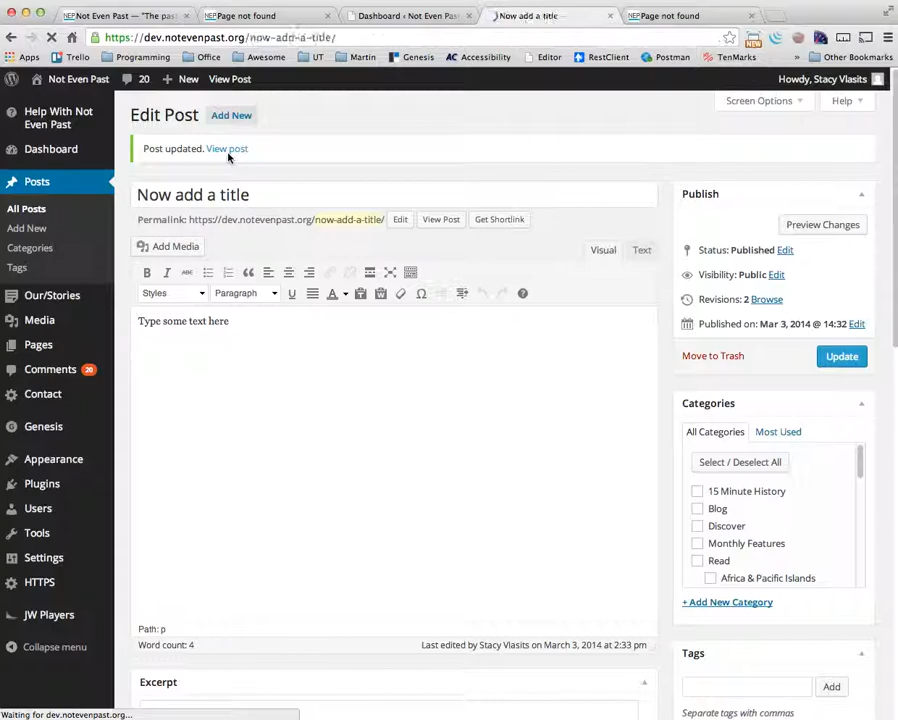 Not Even Past — "The past
Page not found
Dashboard ‹ Not Even Past
Now add a title
Page not found
https://dev.notevenpast.org/now-add-a-title/
Apps Trello Programming Office Awesome UT Martin Genesis Accessibility Editor RestClient Postman TenMarks Other Bookmarks
Not Even Past 20 New View Post Howdy, Stacy Vlasits
Help With Not
Even Past
Dashboard
Posts
All Posts
Add New
Categories
Tags
Our/Stories
Media
Pages
Comments 20
Contact
Genesis
Appearance
Plugins
Users
Tools
Settings
HTTPS
JW Players
Collapse menu
Screen Options Help
Edit Post Add New
Post updated. View post
Now add a title
Permalink: https://dev.notevenpast.org/now-add-a-title/ Edit View Post Get Shortlink
Add Media Visual Text
B I ABC
Styles Paragraph U A Ω
Type some text here
Path: p
Word count: 4 Last edited by Stacy Vlasits on March 3, 2014 at 2:33 pm
Excerpt
Publish
Preview Changes
Status: Published Edit
Visibility: Public Edit
Revisions: 2 Browse
Published on: Mar 3, 2014 @ 14:32 Edit
Move to Trash Update
Categories
All Categories Most Used
Select / Deselect All
15 Minute History
Blog
Discover
Monthly Features
Read
Africa & Pacific Islands
+ Add New Category
Tags
Add
Separate tags with commas
Waiting for dev.notevenpast.org...